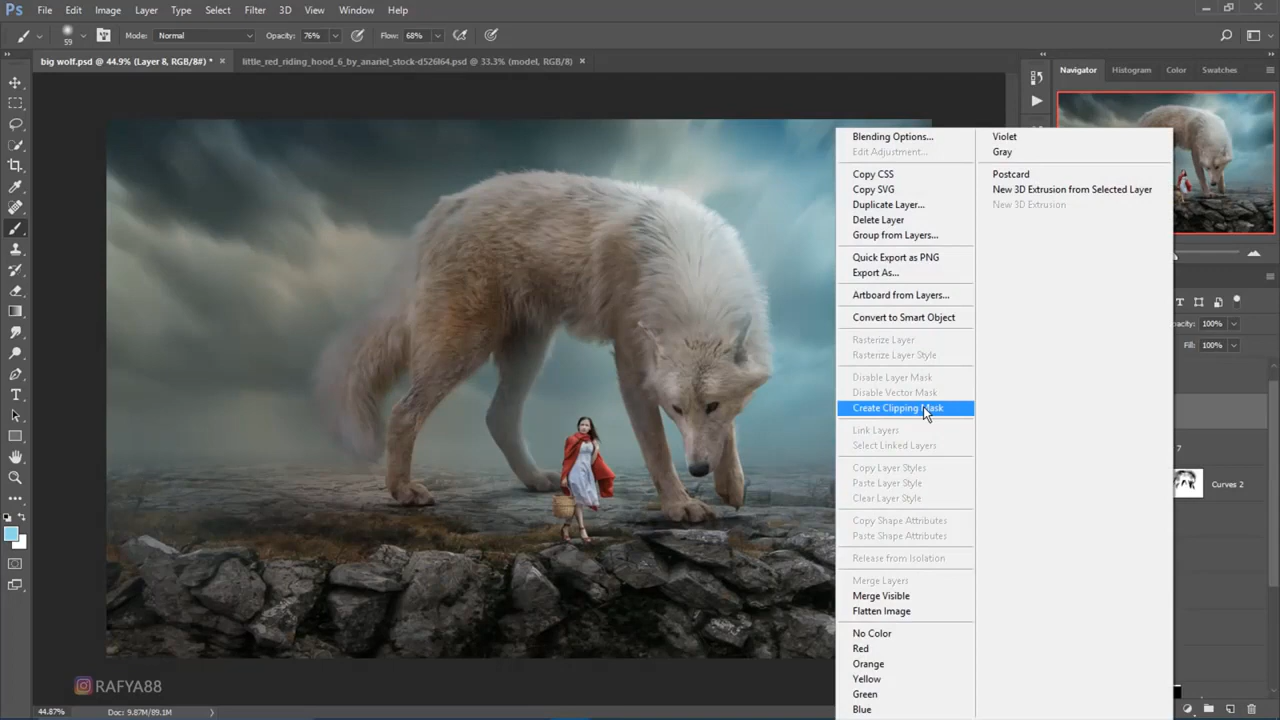 Ps File Edit Image Layer Type Select Filter 3D View Window Help
59 Mode: Normal Opacity: 76% Flow: 68%
big wolf.psd @ 44.9% (Layer 8, RGB/8#) * × little_red_riding_hood_6_by_anariel_stock-d526l64.psd @ 33.3% (model, RGB/8) ×
Navigator Histogram Color Swatches
Blending Options...
Edit Adjustment...
Copy CSS
Copy SVG
Duplicate Layer...
Delete Layer
Group from Layers...
Quick Export as PNG
Export As...
Artboard from Layers...
Convert to Smart Object
Rasterize Layer
Rasterize Layer Style
Disable Layer Mask
Disable Vector Mask
Create Clipping Mask
Link Layers
Select Linked Layers
Copy Layer Styles
Paste Layer Style
Clear Layer Style
Copy Shape Attributes
Paste Shape Attributes
Release from Isolation
Merge Layers
Merge Visible
Flatten Image
No Color
Red
Orange
Yellow
Green
Blue
Violet
Gray
Postcard
New 3D Extrusion from Selected Layer
New 3D Extrusion
pacity: 100%
Fill: 100%
7
Curves 2
RAFYA88
44.87% Doc: 9.87M/89.1M